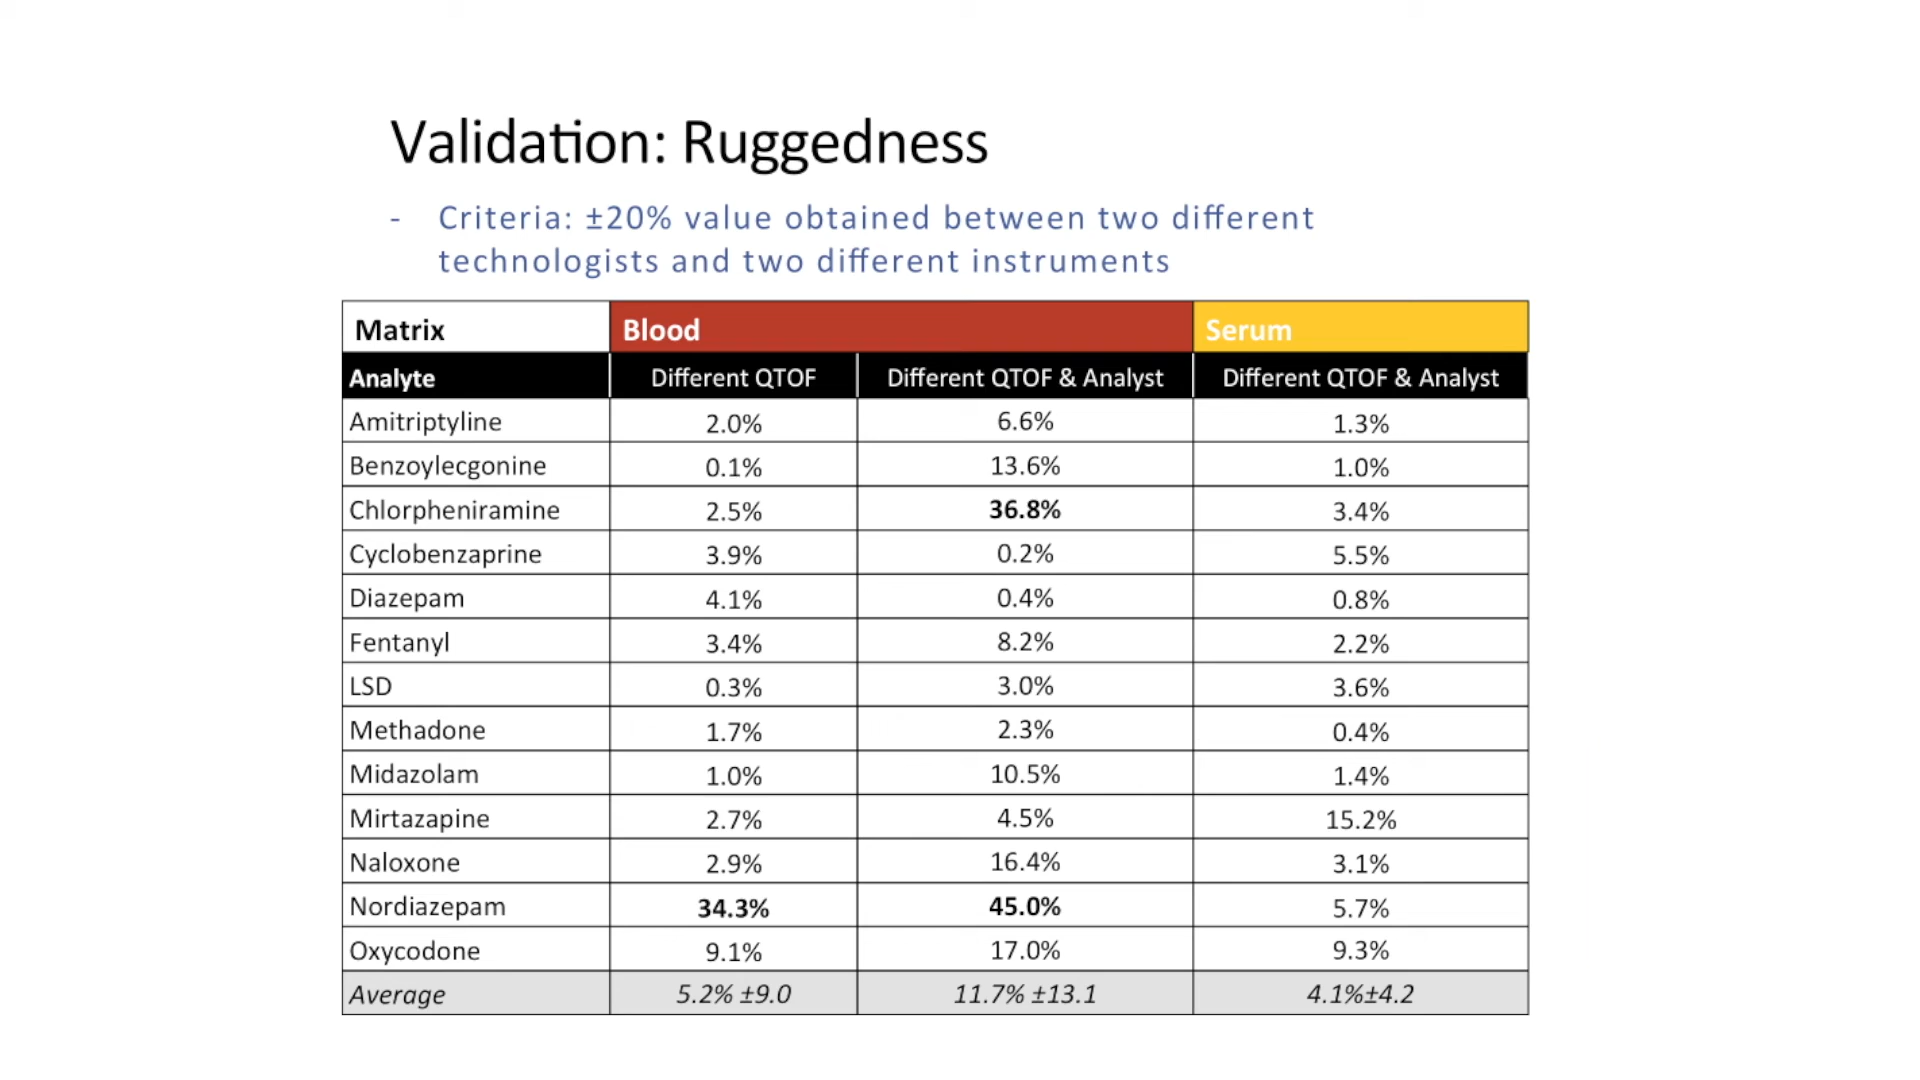 Validation: Ruggedness
- Criteria: ±20% value obtained between two different
technologists and two different instruments
Matrix Blood Serum
Analyte Different QTOF Different QTOF & Analyst Different QTOF & Analyst
Amitriptyline 2.0% 6.6% 1.3%
Benzoylecgonine 0.1% 13.6% 1.0%
Chlorpheniramine 2.5% 36.8% 3.4%
Cyclobenzaprine 3.9% 0.2% 5.5%
Diazepam 4.1% 0.4% 0.8%
Fentanyl 3.4% 8.2% 2.2%
LSD 0.3% 3.0% 3.6%
Methadone 1.7% 2.3% 0.4%
Midazolam 1.0% 10.5% 1.4%
Mirtazapine 2.7% 4.5% 15.2%
Naloxone 2.9% 16.4% 3.1%
Nordiazepam 34.3% 45.0% 5.7%
Oxycodone 9.1% 17.0% 9.3%
Average 5.2% ±9.0 11.7% ±13.1 4.1%±4.2